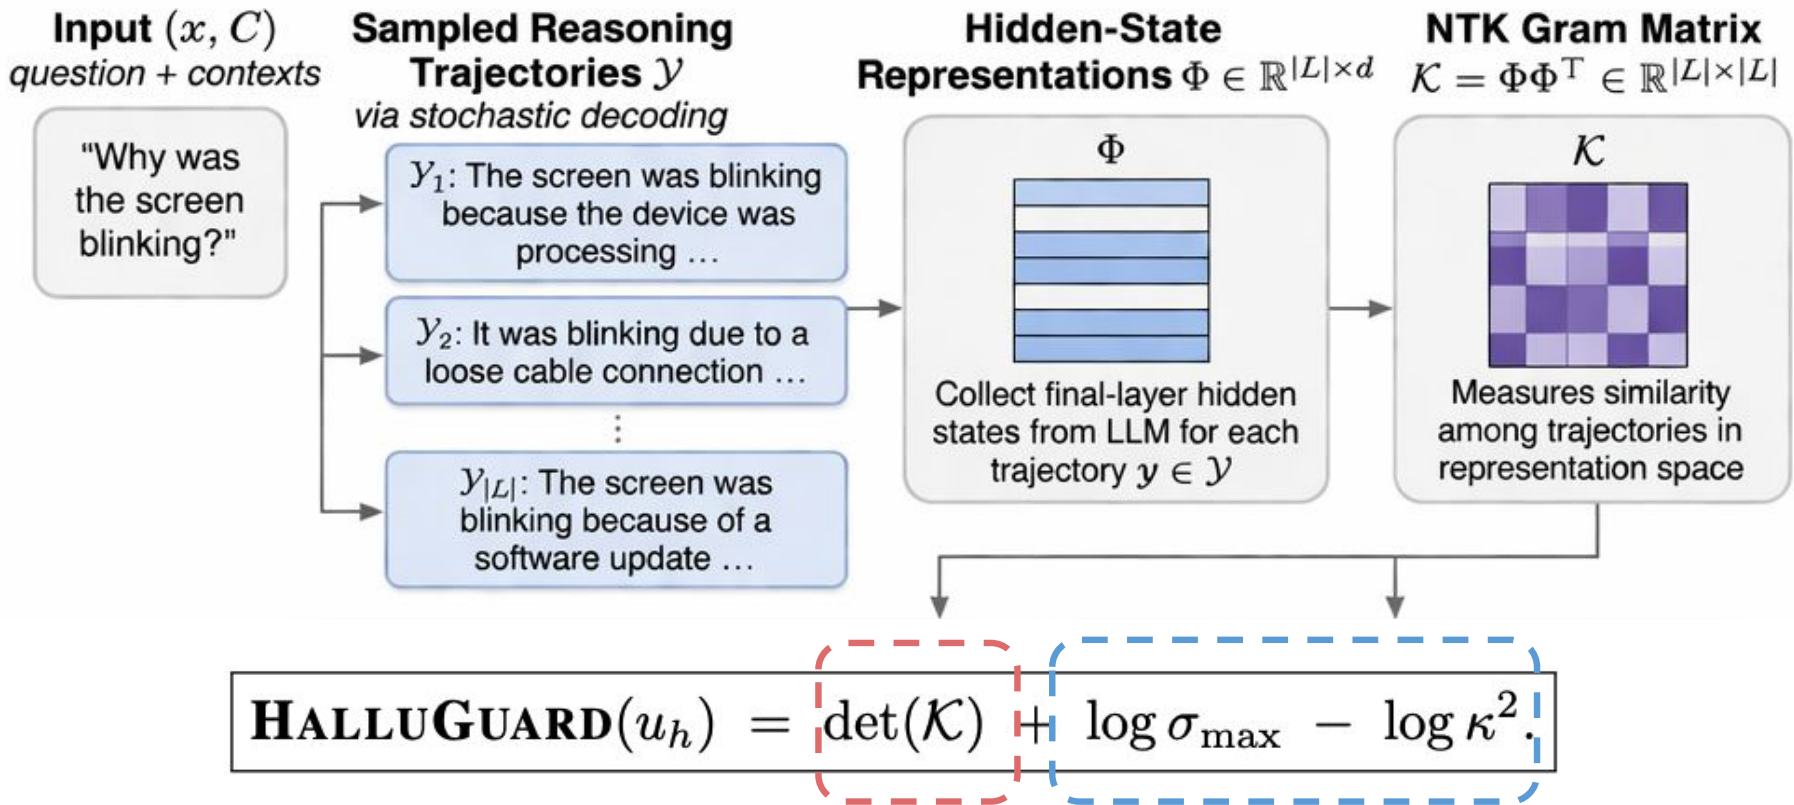 Input (x, C)
question + contexts
“Why was
the screen
blinking?”
Sampled Reasoning
Trajectories 𝒴
via stochastic decoding
𝒴₁: The screen was blinking
because the device was
processing ...
𝒴₂: It was blinking due to a
loose cable connection ...
⋮
𝒴|L|: The screen was
blinking because of a
software update ...
Hidden-State
Representations Φ ∈ ℝ^{|L|×d}
Φ
Collect final-layer hidden
states from LLM for each
trajectory y ∈ 𝒴
NTK Gram Matrix
𝒦 = ΦΦ^⊤ ∈ ℝ^{|L|×|L|}
𝒦
Measures similarity
among trajectories in
representation space
HALLUGUARD(u_h) = det(𝒦) + log σ_max − log κ².